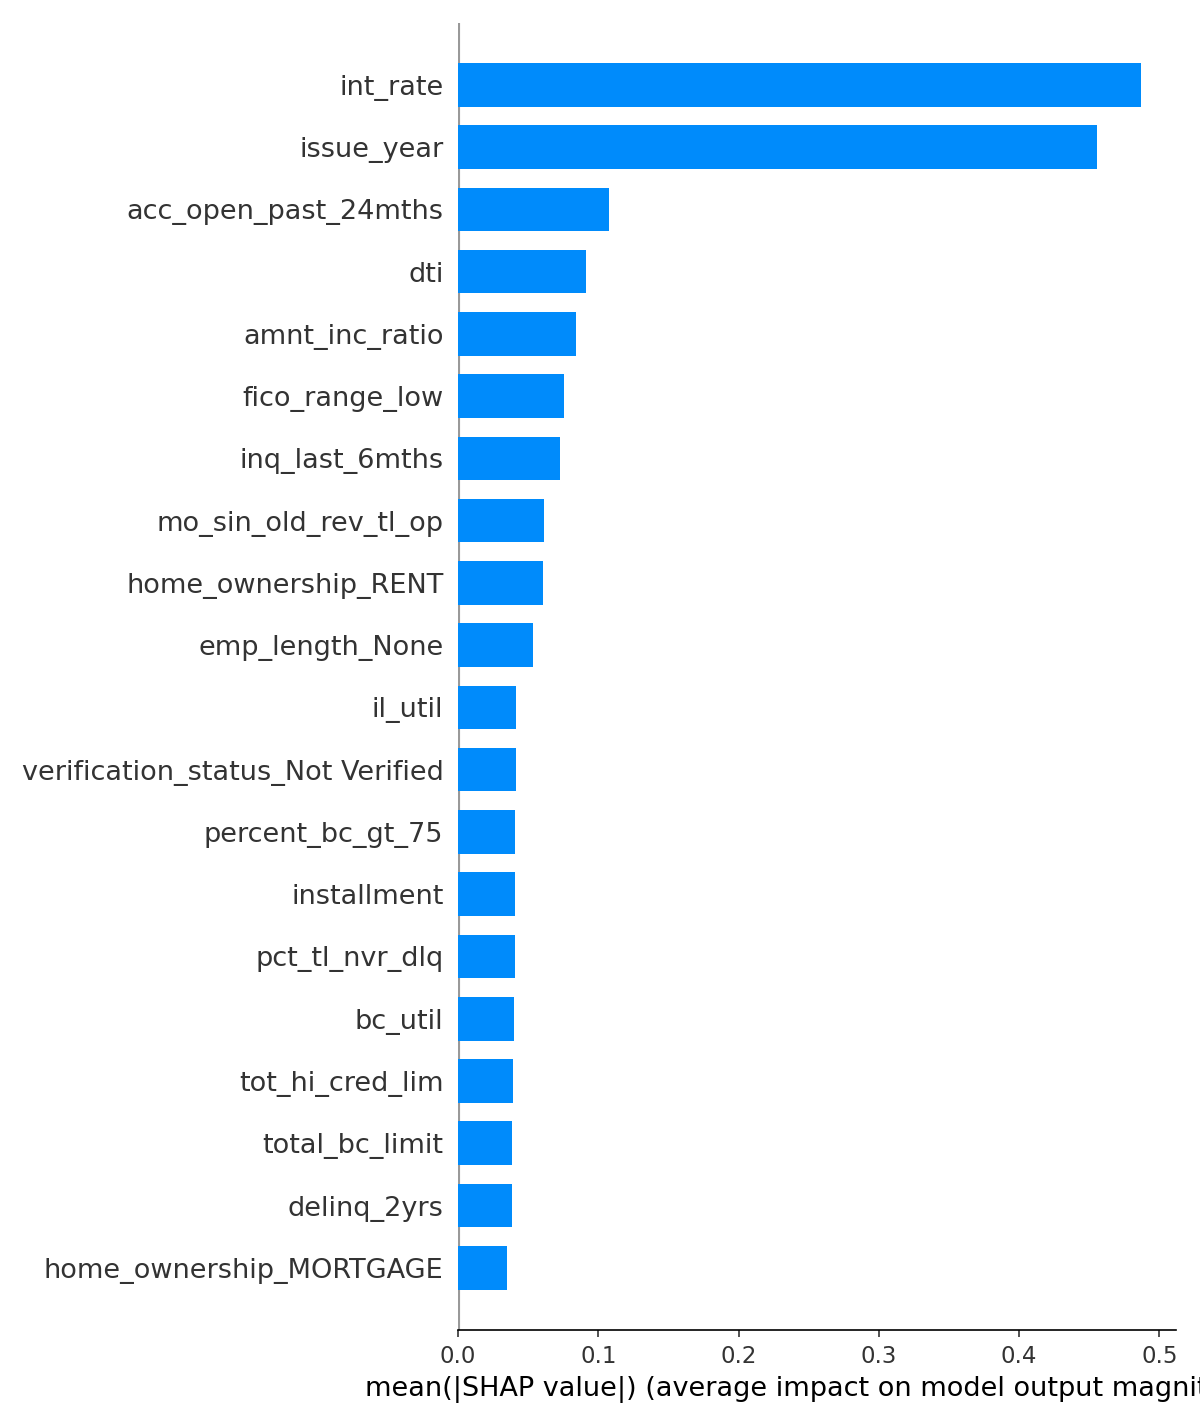 int_rate
issue_year
acc_open_past_24mths
dti
amnt_inc_ratio
fico_range_low
inq_last_6mths
mo_sin_old_rev_tl_op
home_ownership_RENT
emp_length_None
il_util
verification_status_Not Verified
percent_bc_gt_75
installment
pct_tl_nvr_dlq
bc_util
tot_hi_cred_lim
total_bc_limit
delinq_2yrs
home_ownership_MORTGAGE
0.0 0.1 0.2 0.3 0.4 0.5
mean(|SHAP value|) (average impact on model output